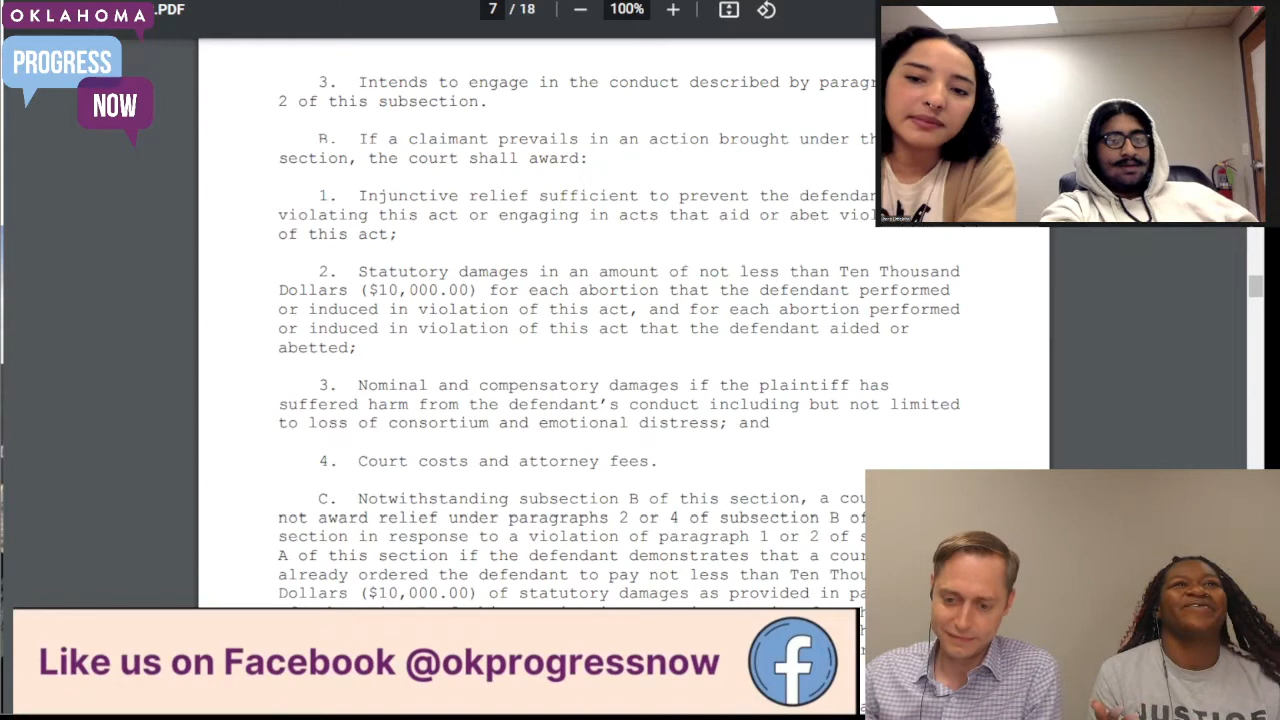 OKLAHOMA
PROGRESS
NOW
.PDF
7 / 18
100%
3. Intends to engage in the conduct described by paragr
2 of this subsection.
B. If a claimant prevails in an action brought under th
section, the court shall award:
1. Injunctive relief sufficient to prevent the defendan
violating this act or engaging in acts that aid or abet viol
of this act;
2. Statutory damages in an amount of not less than Ten Thousand
Dollars ($10,000.00) for each abortion that the defendant performed
or induced in violation of this act, and for each abortion performed
or induced in violation of this act that the defendant aided or
abetted;
3. Nominal and compensatory damages if the plaintiff has
suffered harm from the defendant’s conduct including but not limited
to loss of consortium and emotional distress; and
4. Court costs and attorney fees.
C. Notwithstanding subsection B of this section, a cou
not award relief under paragraphs 2 or 4 of subsection B of
section in response to a violation of paragraph 1 or 2 of s
A of this section if the defendant demonstrates that a cour
already ordered the defendant to pay not less than Ten Thou
Dollars ($10,000.00) of statutory damages as provided in pa
Like us on Facebook @okprogressnow
JUSTICE